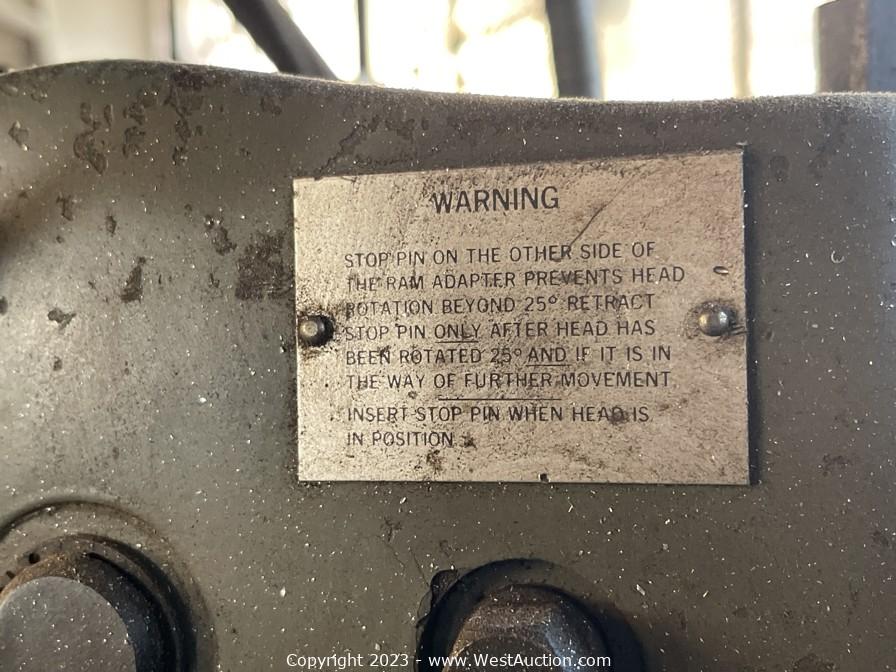 WARNING
STOP PIN ON THE OTHER SIDE OF
THE RAM ADAPTER PREVENTS HEAD
ROTATION BEYOND 25° RETRACT
STOP PIN ONLY AFTER HEAD HAS
BEEN ROTATED 25° AND IF IT IS IN
THE WAY OF FURTHER MOVEMENT
INSERT STOP PIN WHEN HEAD IS
IN POSITION
Copyright 2023 - www.WestAuction.com